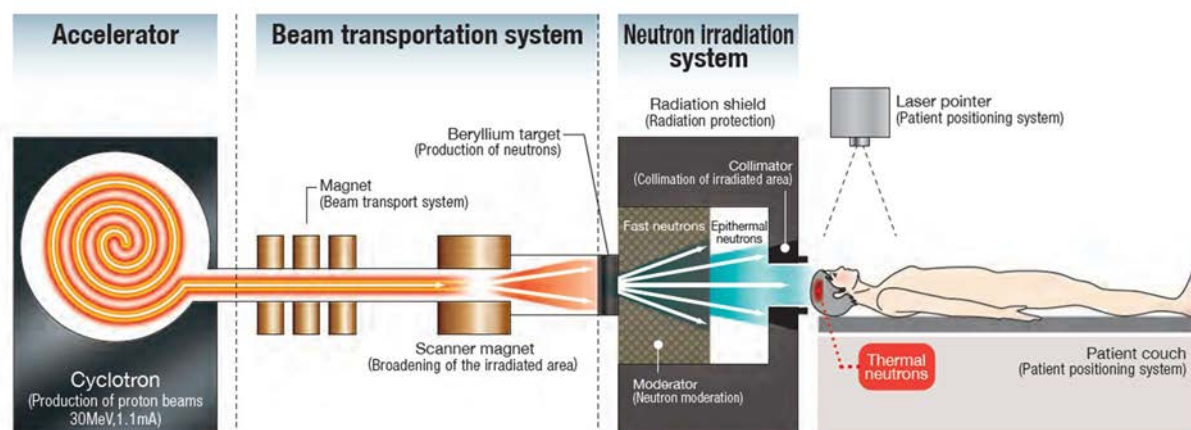 Accelerator
Beam transportation system
Neutron irradiation
system
Radiation shield
(Radiation protection)
Laser pointer
(Patient positioning system)
Beryllium target
(Production of neutrons)
Collimator
(Collimation of irradiated area)
Magnet
(Beam transport system)
Fast neutrons
Epithermal
neutrons
Scanner magnet
(Broadening of the irradiated area)
Cyclotron
(Production of proton beams
30MeV,1.1mA)
Moderator
(Neutron moderation)
Thermal
neutrons
Patient couch
(Patient positioning system)